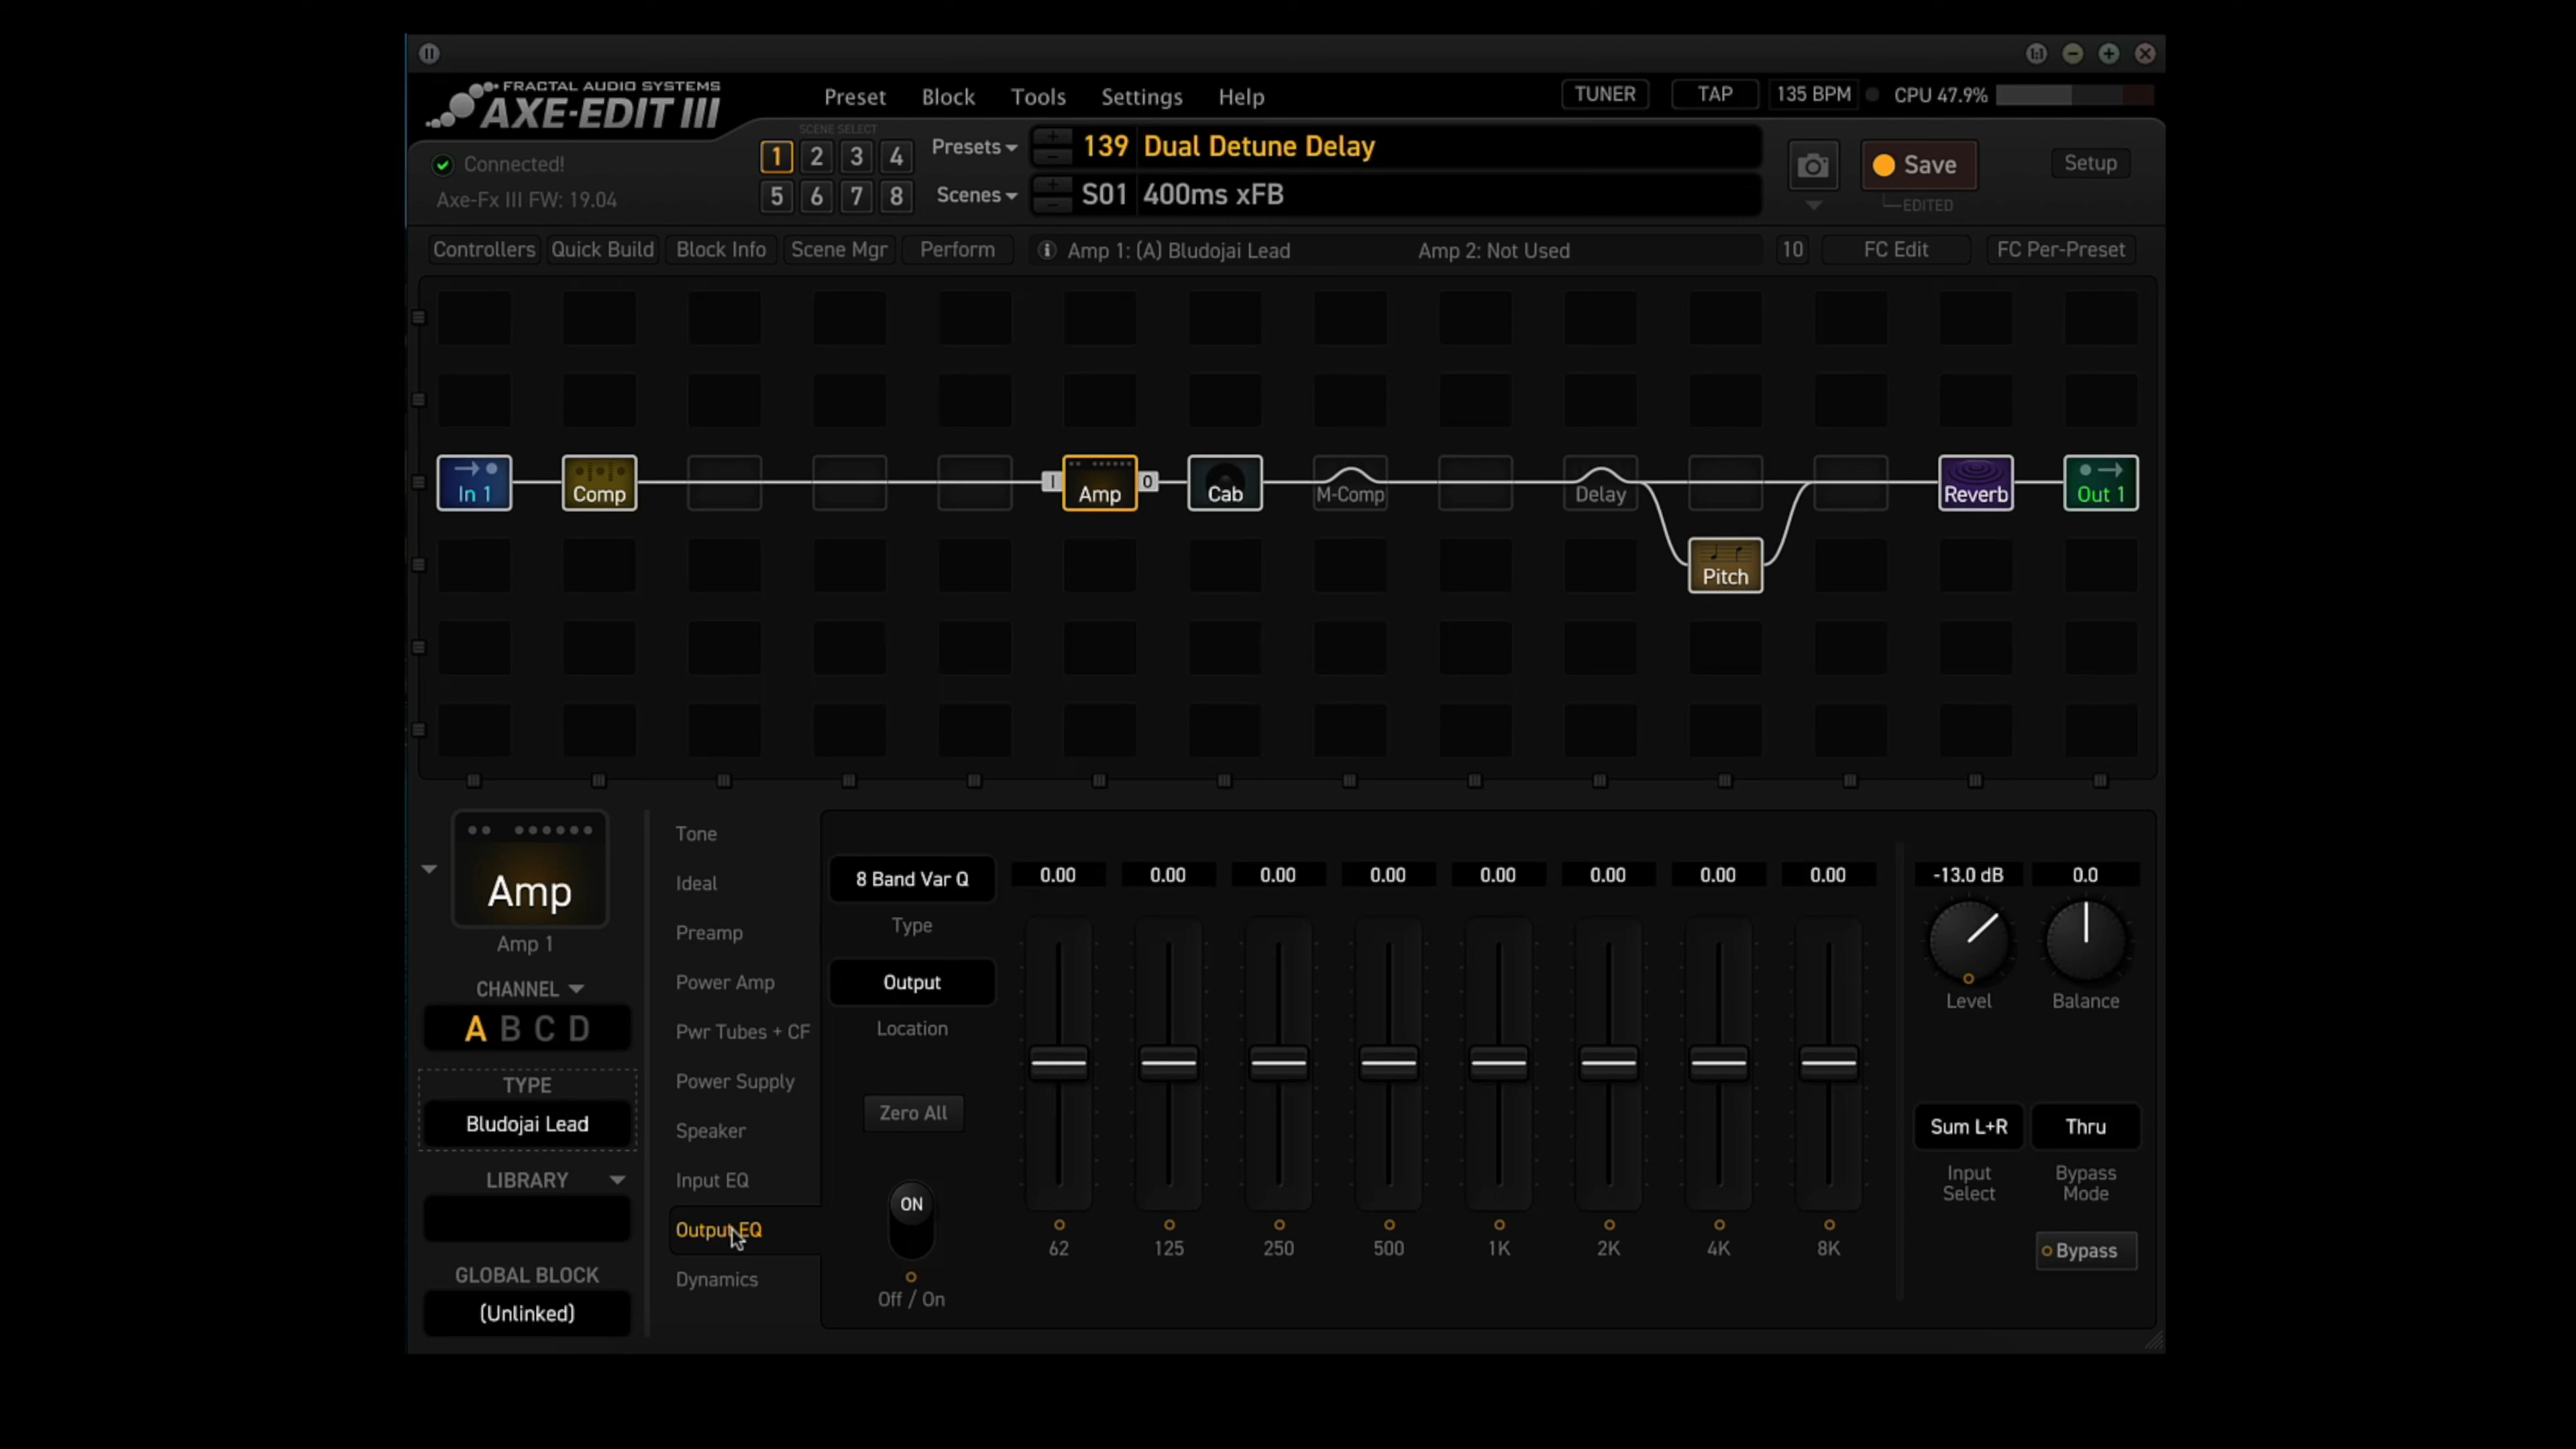 FRACTAL AUDIO SYSTEMS
AXE-EDIT III
Preset Block Tools Settings Help
TUNER TAP 135 BPM CPU 47.9%
SCENE SELECT
Connected!
Axe-Fx III FW: 19.04
1 2 3 4
5 6 7 8
Presets
139 Dual Detune Delay
Scenes
S01 400ms xFB
Save
EDITED
Setup
Controllers Quick Build Block Info Scene Mgr Perform
Amp 1: (A) Bludojai Lead Amp 2: Not Used
10 FC Edit FC Per-Preset
In 1 Comp I Amp O Cab M-Comp Delay Reverb Out 1
Pitch
Amp
Amp 1
CHANNEL
A B C D
TYPE
Bludojai Lead
LIBRARY
GLOBAL BLOCK
(Unlinked)
Tone
Ideal
Preamp
Power Amp
Pwr Tubes + CF
Power Supply
Speaker
Input EQ
Output EQ
Dynamics
8 Band Var Q
Type
Output
Location
Zero All
ON
Off / On
0.00 0.00 0.00 0.00 0.00 0.00 0.00 0.00
62 125 250 500 1K 2K 4K 8K
-13.0 dB 0.0
Level Balance
Sum L+R Thru
Input Select
Bypass Mode
Bypass